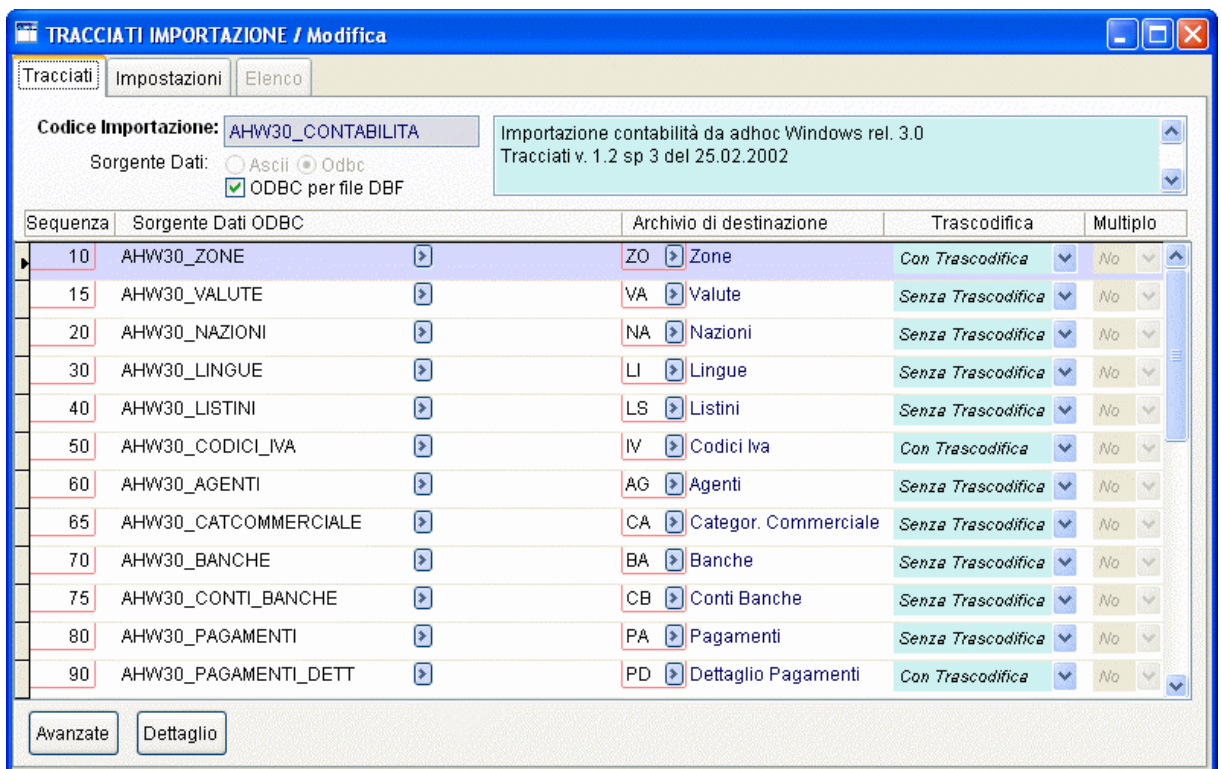 TRACCIATI IMPORTAZIONE / Modifica
Tracciati Impostazioni Elenco
Codice Importazione: AHW30_CONTABILITA
Importazione contabilità da adhoc Windows rel. 3.0
Tracciati v. 1.2 sp 3 del 25.02.2002
Sorgente Dati: Ascii Odbc
ODBC per file DBF
Sequenza Sorgente Dati ODBC Archivio di destinazione Trascodifica Multiplo
10 AHW30_ZONE ZO Zone Con Trascodifica No
15 AHW30_VALUTE VA Valute Senza Trascodifica No
20 AHW30_NAZIONI NA Nazioni Senza Trascodifica No
30 AHW30_LINGUE LI Lingue Senza Trascodifica No
40 AHW30_LISTINI LS Listini Senza Trascodifica No
50 AHW30_CODICI_IVA IV Codici Iva Con Trascodifica No
60 AHW30_AGENTI AG Agenti Senza Trascodifica No
65 AHW30_CATCOMMERCIALE CA Categor. Commerciale Senza Trascodifica No
70 AHW30_BANCHE BA Banche Senza Trascodifica No
75 AHW30_CONTI_BANCHE CB Conti Banche Senza Trascodifica No
80 AHW30_PAGAMENTI PA Pagamenti Senza Trascodifica No
90 AHW30_PAGAMENTI_DETT PD Dettaglio Pagamenti Con Trascodifica No
Avanzate Dettaglio